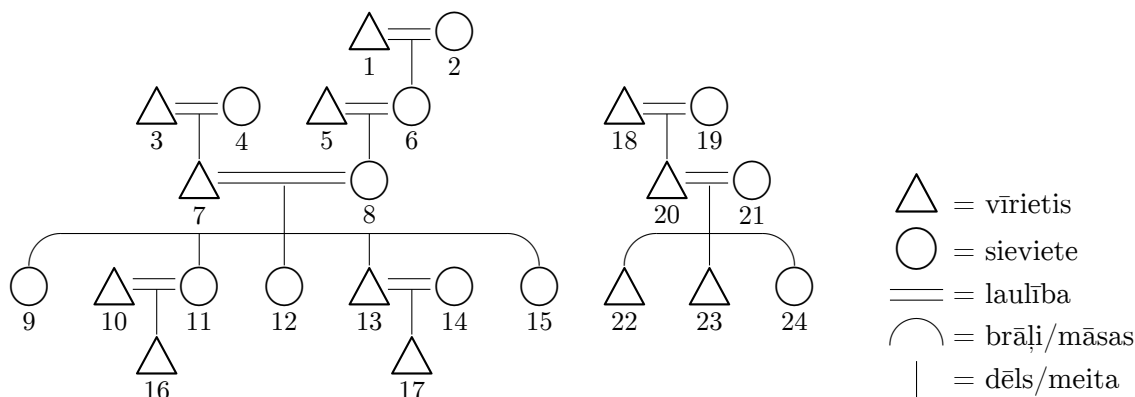 1 2
3 4 5 6 18 19
7 8 20 21
9 10 11 12 13 14 15 22 23 24
16 17
= vīrietis
= sieviete
= laulība
= brāļi/māsas
= dēls/meita